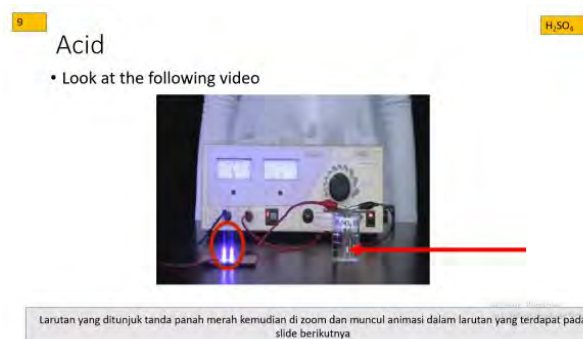 9
H₂SO₄
Acid
• Look at the following video
Larutan yang ditunjuk tanda panah merah kemudian di zoom dan muncul animasi dalam larutan yang terdapat pada
slide berikutnya